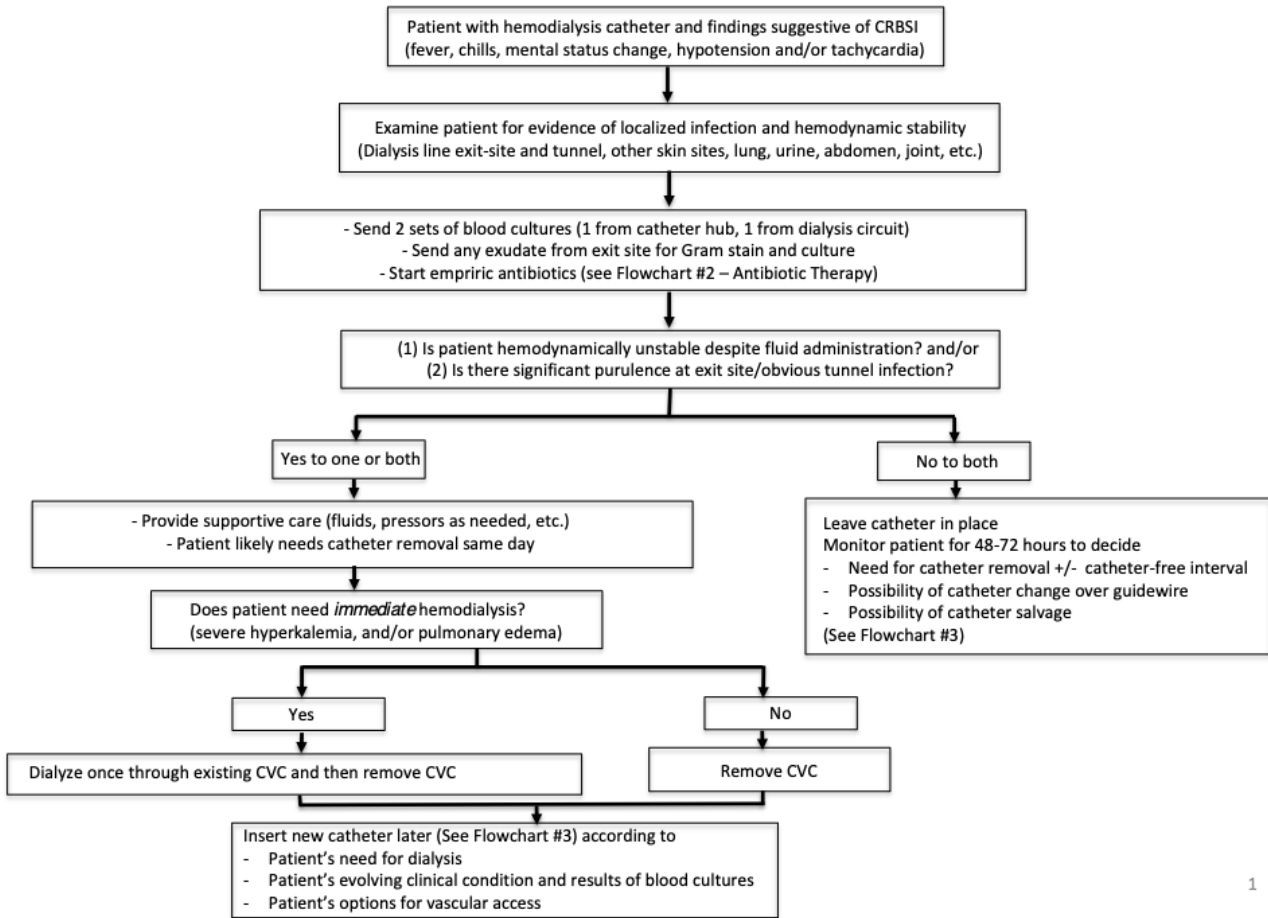 Patient with hemodialysis catheter and findings suggestive of CRBSI
(fever, chills, mental status change, hypotension and/or tachycardia)
Examine patient for evidence of localized infection and hemodynamic stability
(Dialysis line exit-site and tunnel, other skin sites, lung, urine, abdomen, joint, etc.)
- Send 2 sets of blood cultures (1 from catheter hub, 1 from dialysis circuit)
- Send any exudate from exit site for Gram stain and culture
- Start empriric antibiotics (see Flowchart #2 – Antibiotic Therapy)
(1) Is patient hemodynamically unstable despite fluid administration? and/or
(2) Is there significant purulence at exit site/obvious tunnel infection?
Yes to one or both
No to both
- Provide supportive care (fluids, pressors as needed, etc.)
- Patient likely needs catheter removal same day
Leave catheter in place
Monitor patient for 48-72 hours to decide
- Need for catheter removal +/- catheter-free interval
- Possibility of catheter change over guidewire
- Possibility of catheter salvage
(See Flowchart #3)
Does patient need immediate hemodialysis?
(severe hyperkalemia, and/or pulmonary edema)
Yes
No
Dialyze once through existing CVC and then remove CVC
Remove CVC
Insert new catheter later (See Flowchart #3) according to
- Patient's need for dialysis
- Patient's evolving clinical condition and results of blood cultures
- Patient's options for vascular access
1